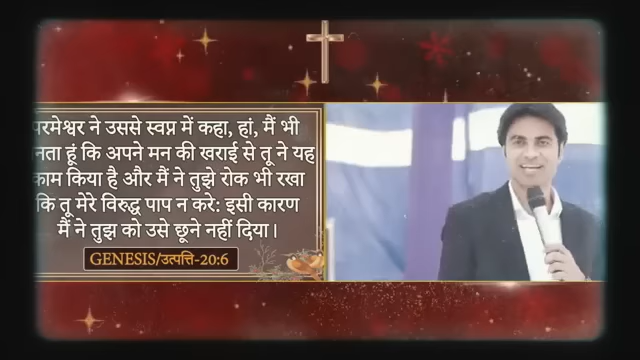 परमेश्वर ने उससे स्वप्न में कहा, हां, मैं भी
नता हूं कि अपने मन की खराई से तू ने यह
काम किया है और मैं ने तुझे रोक भी रखा
कि तू मेरे विरुद्ध पाप न करे: इसी कारण
मैं ने तुझ को उसे छूने नहीं दिया।
GENESIS/उत्पत्ति-20:6